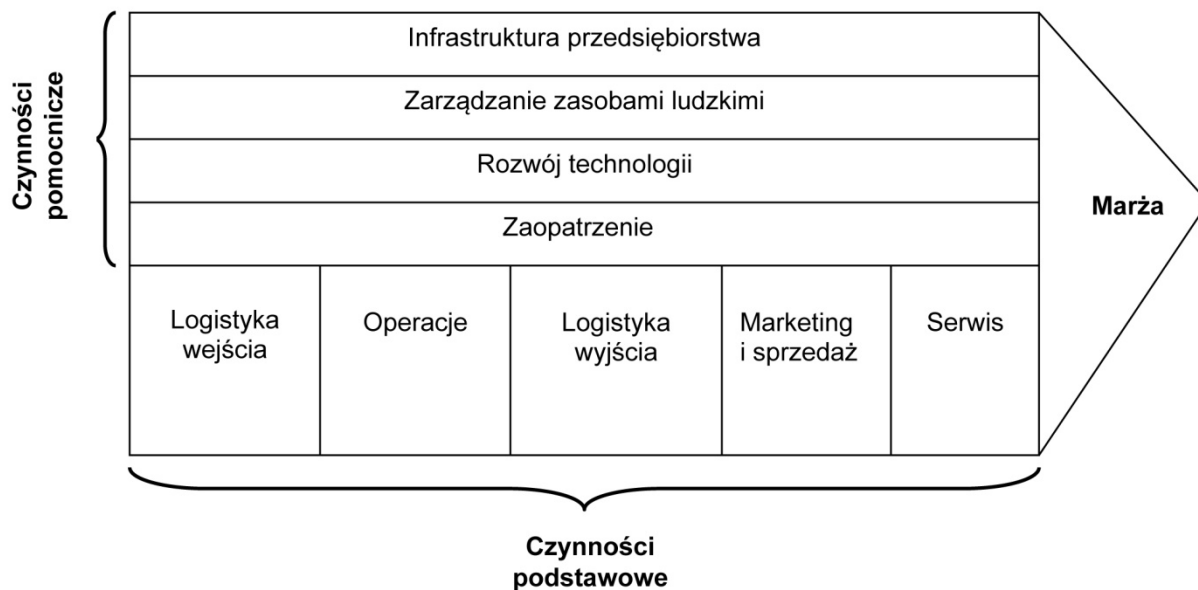 Czynności
pomocnicze
Infrastruktura przedsiębiorstwa
Zarządzanie zasobami ludzkimi
Rozwój technologii
Zaopatrzenie
Marża
Logistyka
wejścia
Operacje
Logistyka
wyjścia
Marketing
i sprzedaż
Serwis
Czynności
podstawowe